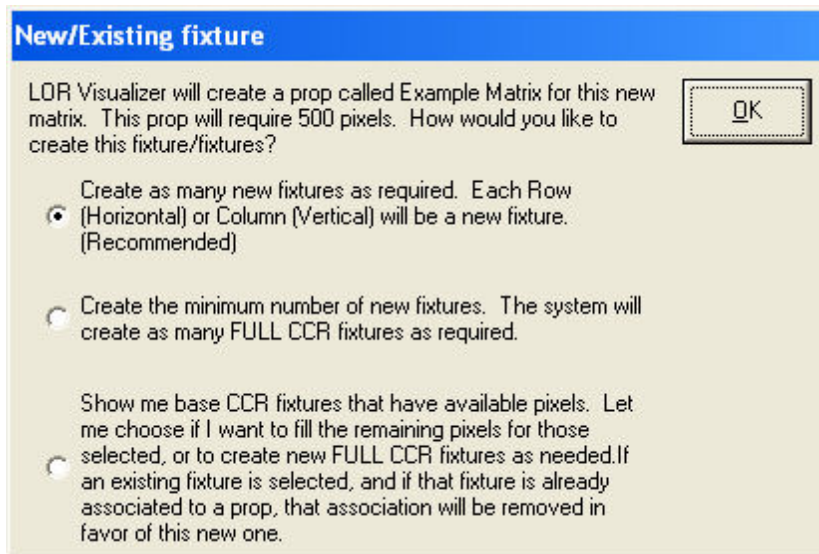 New/Existing fixture
LOR Visualizer will create a prop called Example Matrix for this new
matrix.  This prop will require 500 pixels.  How would you like to
create this fixture/fixtures?
OK
Create as many new fixtures as required.  Each Row
(Horizontal) or Column (Vertical) will be a new fixture.
(Recommended)
Create the minimum number of new fixtures.  The system will
create as many FULL CCR fixtures as required.
Show me base CCR fixtures that have available pixels.  Let
me choose if I want to fill the remaining pixels for those
selected, or to create new FULL CCR fixtures as needed.If
an existing fixture is selected, and if that fixture is already
associated to a prop, that association will be removed in
favor of this new one.